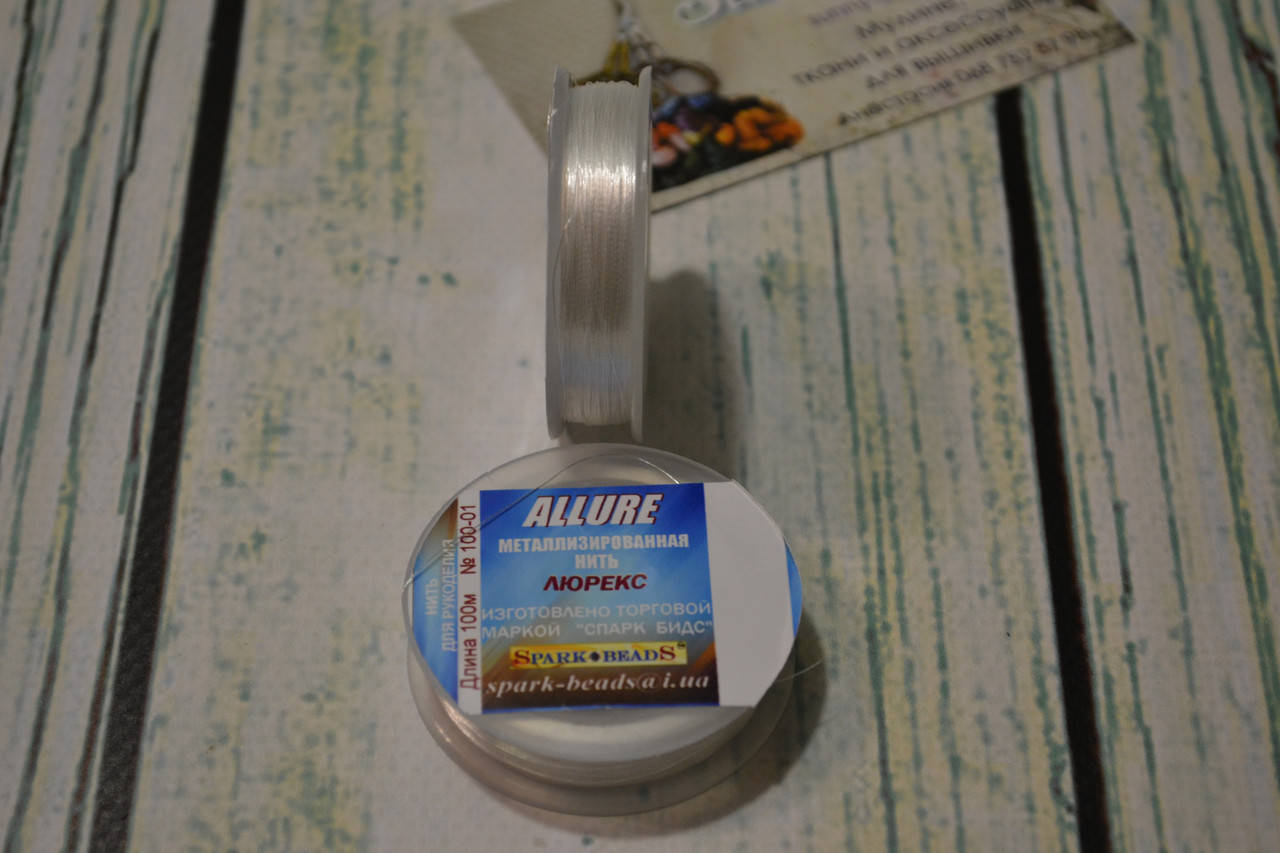 Мулине
ткани и аксессуары
для вышивки
ALLURE
МЕТАЛЛИЗИРОВАННАЯ
НИТЬ
ЛЮРЕКС
ИЗГОТОВЛЕНО ТОРГОВОЙ
МАРКОЙ "СПАРК БИДС"
SPARK BEADS
spark-beads@i.ua
НИТЬ
ДЛЯ РУКОДЕЛИЯ
Длина 100м № 100-01